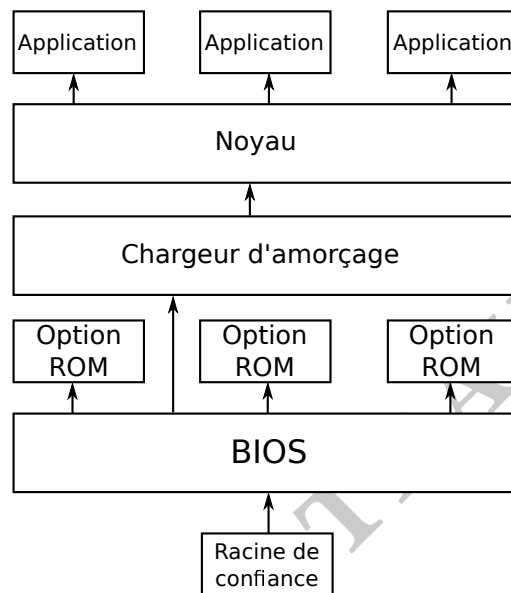 Application Application Application
Noyau
Chargeur d'amorçage
Option Option Option
ROM ROM ROM
BIOS
Racine de
confiance